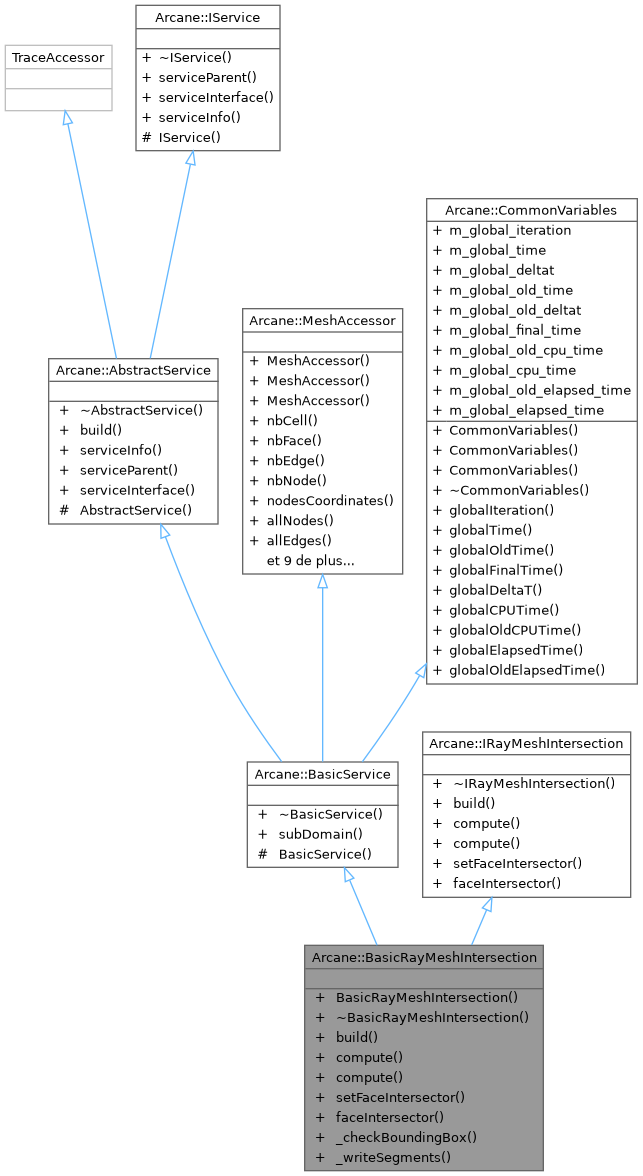 Arcane::IService
+ ~IService()
+ serviceParent()
+ serviceInterface()
+ serviceInfo()
# IService()
TraceAccessor
Arcane::CommonVariables
+ m_global_iteration
+ m_global_time
+ m_global_deltat
+ m_global_old_time
+ m_global_old_deltat
+ m_global_final_time
+ m_global_old_cpu_time
+ m_global_cpu_time
+ m_global_old_elapsed_time
+ m_global_elapsed_time
+ CommonVariables()
+ CommonVariables()
+ CommonVariables()
+ ~CommonVariables()
+ globalIteration()
+ globalTime()
+ globalOldTime()
+ globalFinalTime()
+ globalDeltaT()
+ globalCPUTime()
+ globalOldCPUTime()
+ globalElapsedTime()
+ globalOldElapsedTime()
Arcane::MeshAccessor
+ MeshAccessor()
+ MeshAccessor()
+ MeshAccessor()
+ nbCell()
+ nbFace()
+ nbEdge()
+ nbNode()
+ nodesCoordinates()
+ allNodes()
+ allEdges()
et 9 de plus...
Arcane::AbstractService
+ ~AbstractService()
+ build()
+ serviceInfo()
+ serviceParent()
+ serviceInterface()
# AbstractService()
Arcane::BasicService
+ ~BasicService()
+ subDomain()
# BasicService()
Arcane::IRayMeshIntersection
+ ~IRayMeshIntersection()
+ build()
+ compute()
+ compute()
+ setFaceIntersector()
+ faceIntersector()
Arcane::BasicRayMeshIntersection
+ BasicRayMeshIntersection()
+ ~BasicRayMeshIntersection()
+ build()
+ compute()
+ compute()
+ setFaceIntersector()
+ faceIntersector()
+ _checkBoundingBox()
+ _writeSegments()